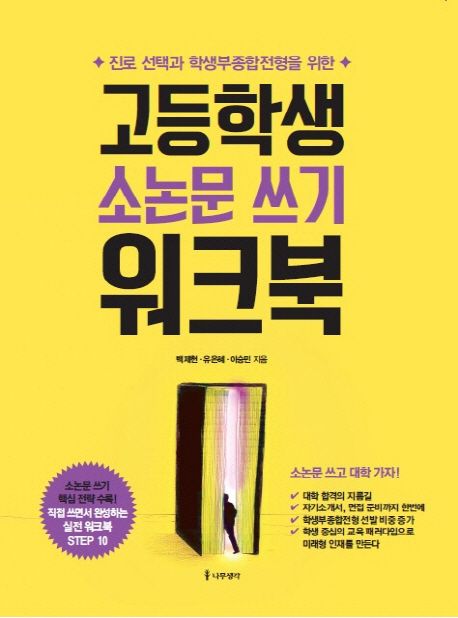 ✦ 진로 선택과 학생부종합전형을 위한 ✦
고등학생
소논문 쓰기
워크북
백제헌·유은혜·이승민 지음
소논문 쓰기
핵심 전략 수록!
직접 쓰면서 완성하는
실전 워크북
STEP 10
소논문 쓰고 대학 가자!
✓ 대학 합격의 지름길
✓ 자기소개서, 면접 준비까지 한번에
✓ 학생부종합전형 선발 비중 증가
✓ 학생 중심의 교육 패러다임으로
미래형 인재를 만든다
나무생각